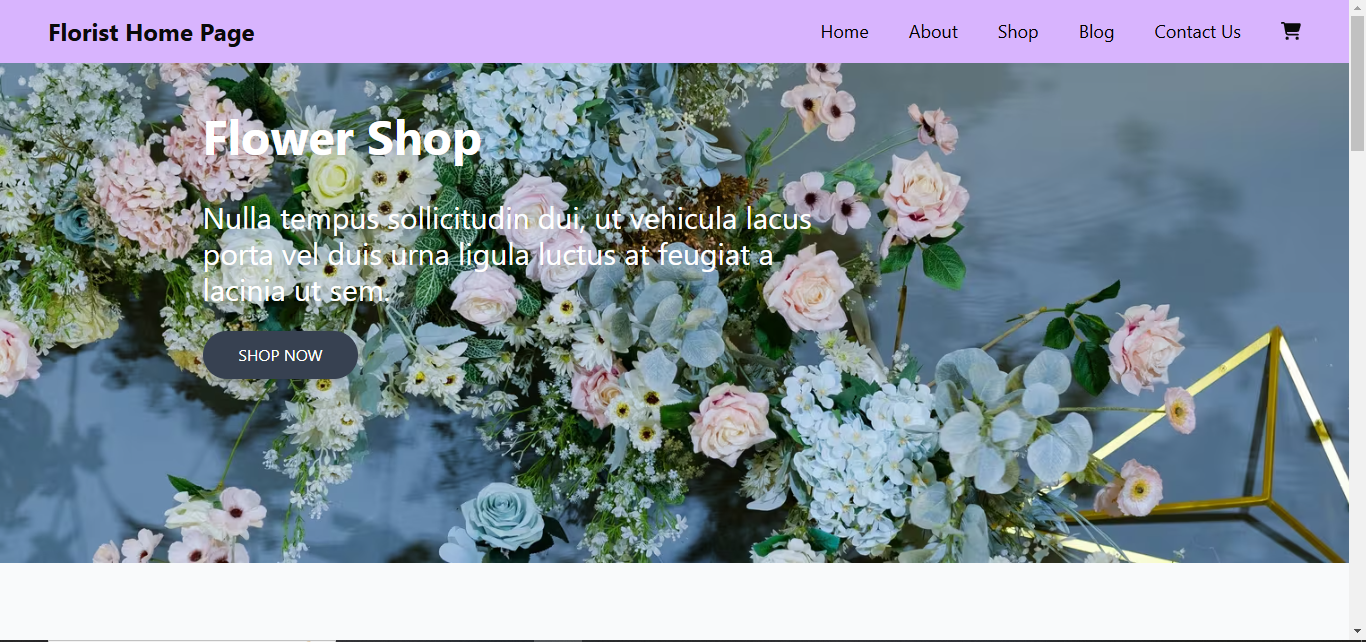 Florist Home Page
Home About Shop Blog Contact Us
Flower Shop
Nulla tempus sollicitudin dui, ut vehicula lacus
porta vel duis urna ligula luctus at feugiat a
lacinia ut sem.
SHOP NOW